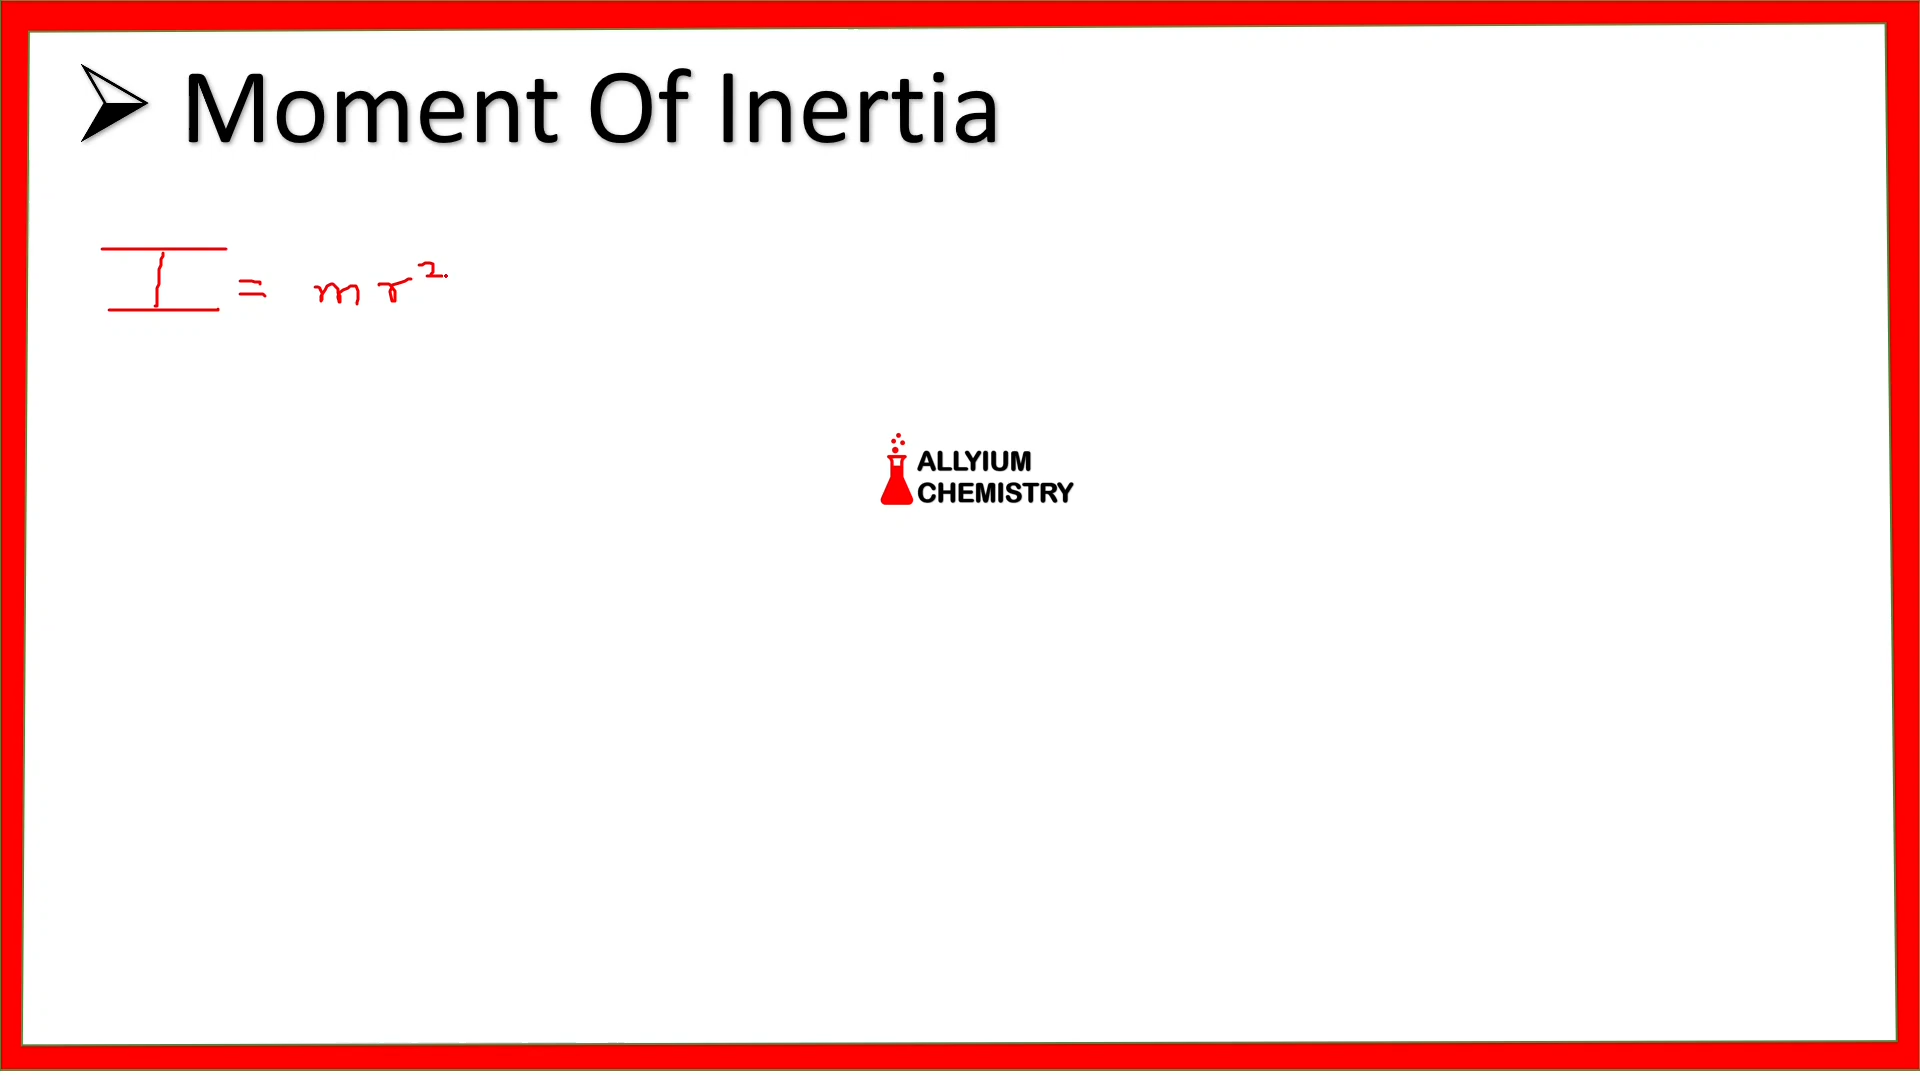 Moment Of Inertia
I = mr².
ALLYIUM
CHEMISTRY